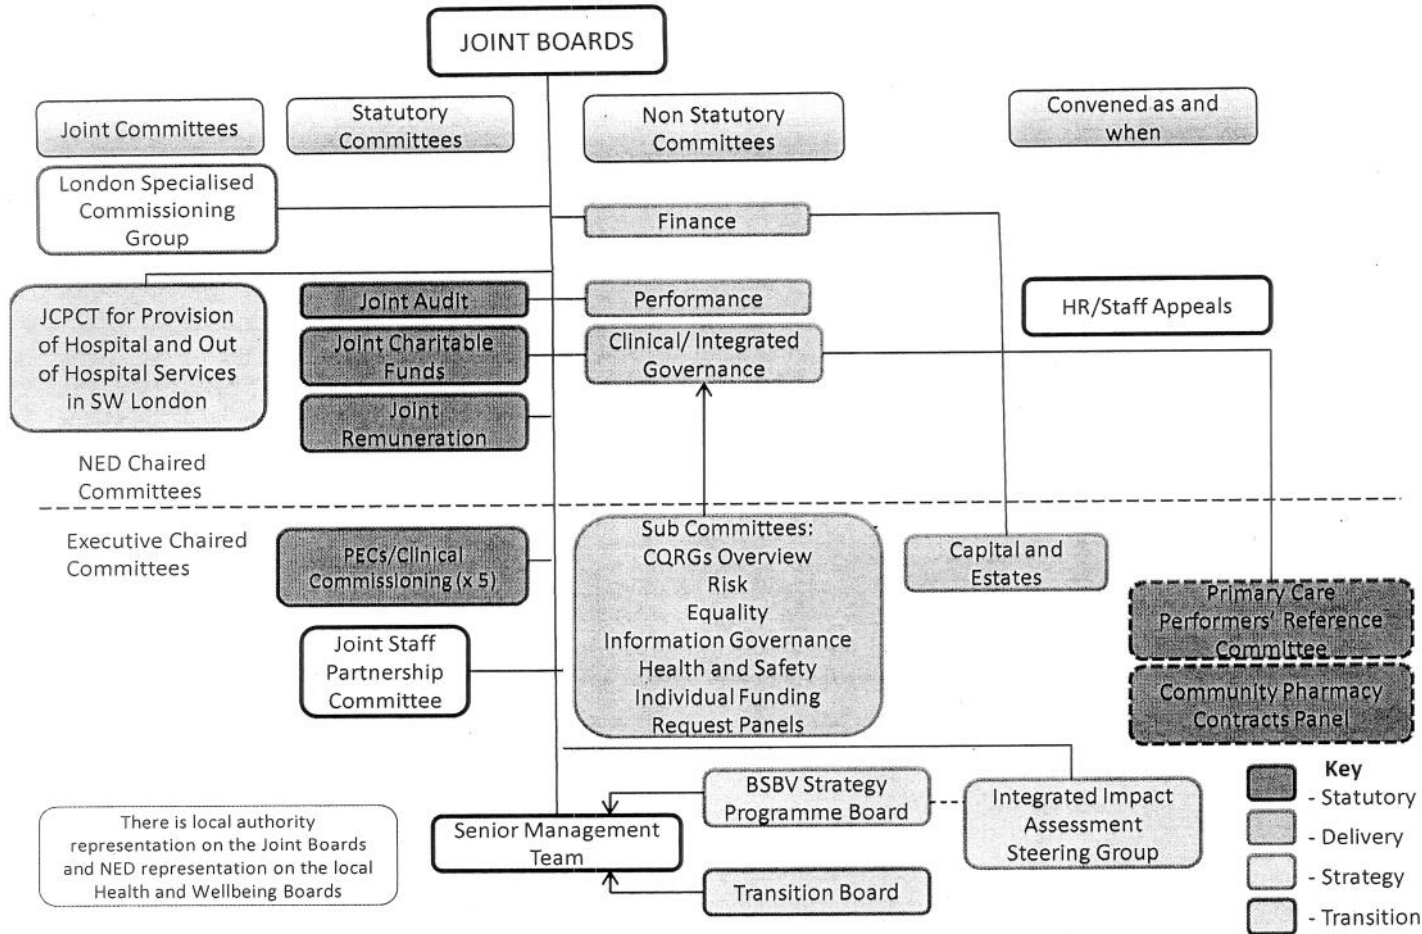 JOINT BOARDS
Joint Committees
Statutory
Committees
Non Statutory
Committees
Convened as and
when
London Specialised
Commissioning
Group
Finance
JCPCT for Provision
of Hospital and Out
of Hospital Services
in SW London
Joint Audit
Performance
HR/Staff Appeals
Joint Charitable
Funds
Clinical/ Integrated
Governance
Joint
Remuneration
NED Chaired
Committees
Executive Chaired
Committees
PECs/Clinical
Commissioning (x 5)
Sub Committees:
CQRGs Overview
Risk
Equality
Information Governance
Health and Safety
Individual Funding
Request Panels
Capital and
Estates
Primary Care
Performers' Reference
Committee
Joint Staff
Partnership
Committee
Community Pharmacy
Contracts Panel
BSBV Strategy
Programme Board
Integrated Impact
Assessment
Steering Group
Senior Management
Team
Transition Board
There is local authority
representation on the Joint Boards
and NED representation on the local
Health and Wellbeing Boards
Key
- Statutory
- Delivery
- Strategy
- Transition